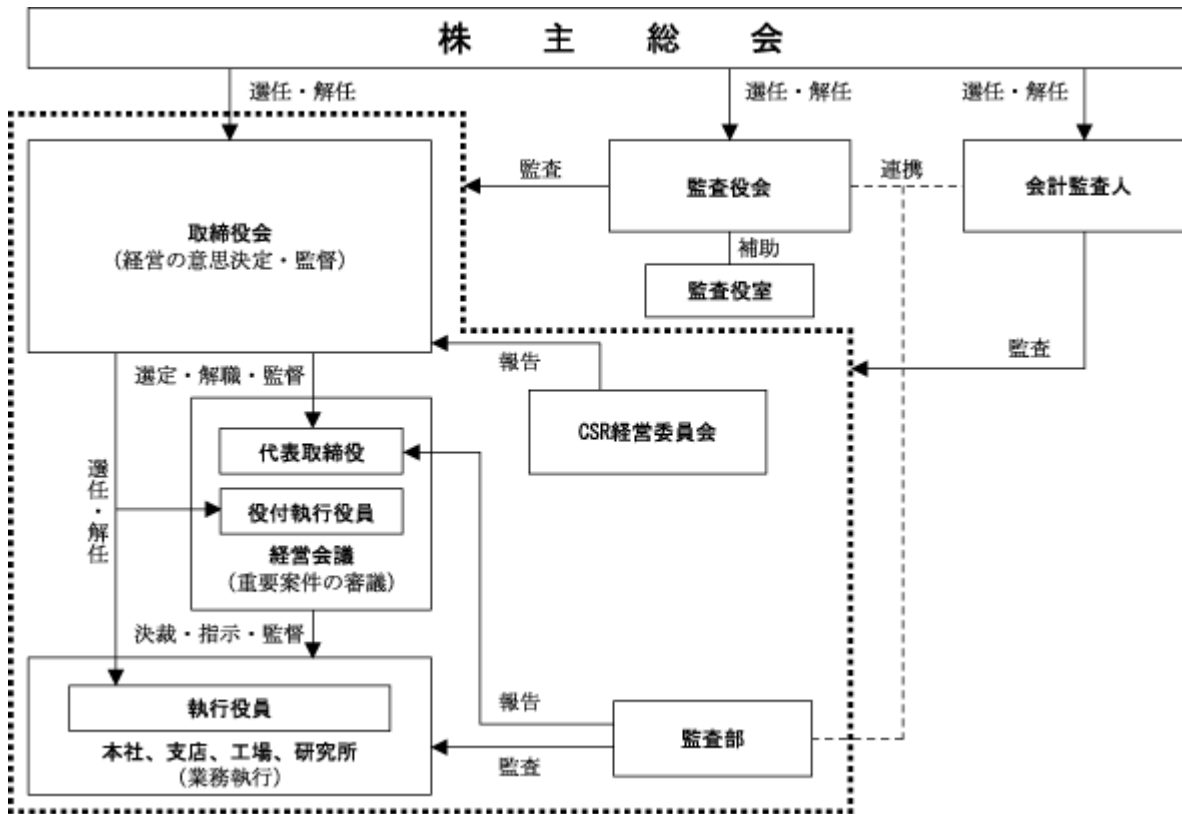 株主総会
選任・解任
選任・解任
選任・解任
取締役会
(経営の意思決定・監督)
監査
監査役会
連携
会計監査人
補助
監査役室
監査
報告
選定・解職・監督
CSR経営委員会
代表取締役
選任・解任
役付執行役員
経営会議
(重要案件の審議)
決裁・指示・監督
執行役員
本社、支店、工場、研究所
(業務執行)
報告
監査部
監査